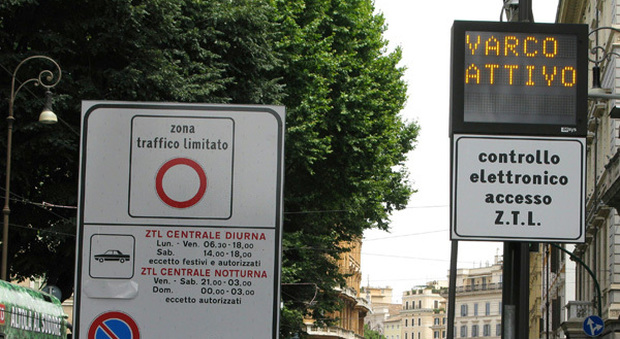 zona
traffico limitato
ZTL CENTRALE DIURNA
Lun. - Ven. 06.30-18,00
Sab. 14.00-18.00
eccetto festivi e autorizzati
ZTL CENTRALE NOTTURNA
Ven. - Sab. 21.00-03.00
Dom. 00.00-03.00
eccetto autorizzati
VARCO
ATTIVO
controllo
elettronico
accesso
Z.T.L.